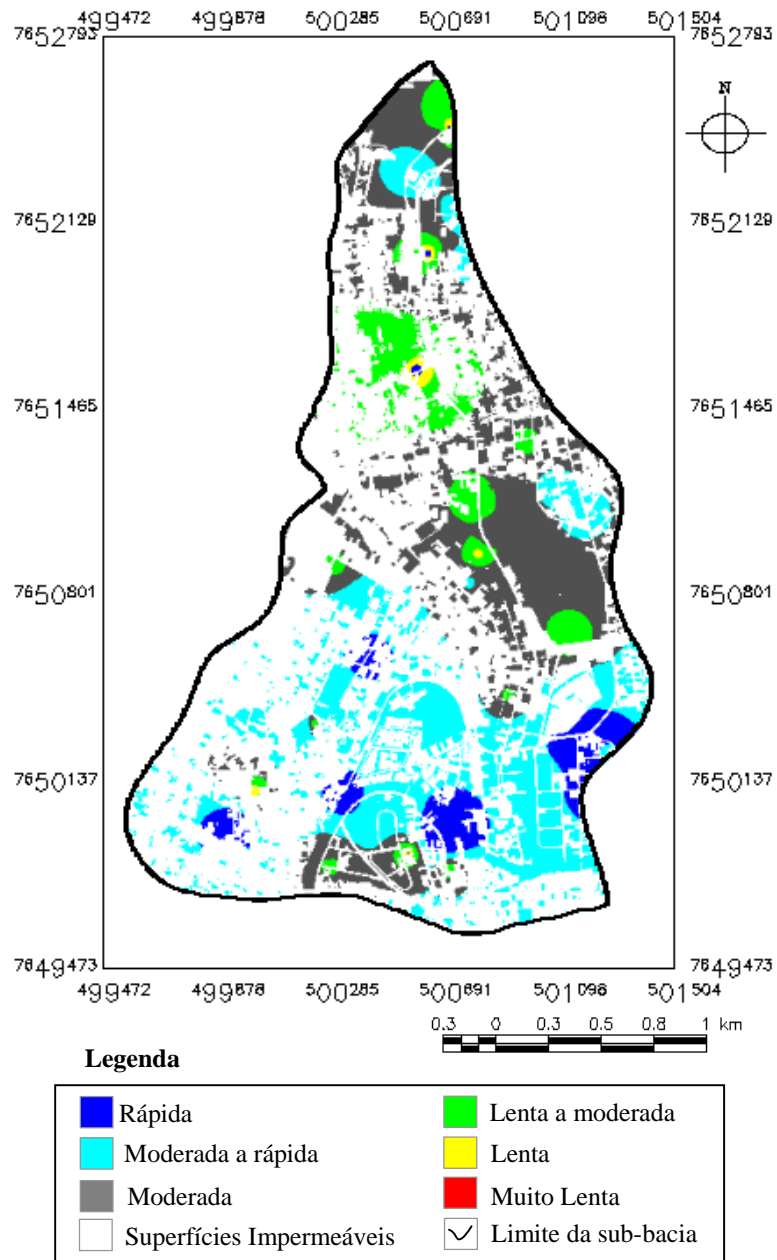 499472 499878 500285 500691 501098 501504
7652793 7652793
N
7652129 7652129
7651465 7651465
7650801 7650801
7650137 7650137
7649473 7649473
499472 499878 500285 500691 501098 501504
0.3 0 0.3 0.5 0.8 1 km
Legenda
Rápida Lenta a moderada
Moderada a rápida Lenta
Moderada Muito Lenta
Superfícies Impermeáveis Limite da sub-bacia